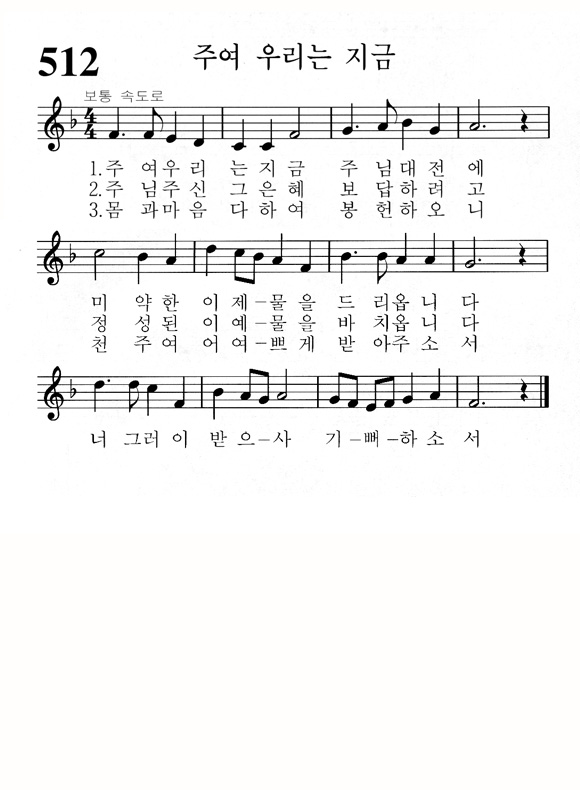 512 주여 우리는 지금
보통 속도로
4/4
1.주 여우리 는지금 주님대전에
2.주 님주신 그은혜 보답하려고
3.몸 과마음 다하여 봉헌하오니
미 약한 이제–물을 드리옵니다
정 성된 이예–물을 바치옵니다
천 주여 어여–쁘게 받아주소서
너 그러이 받으–사 기–뻐–하소서